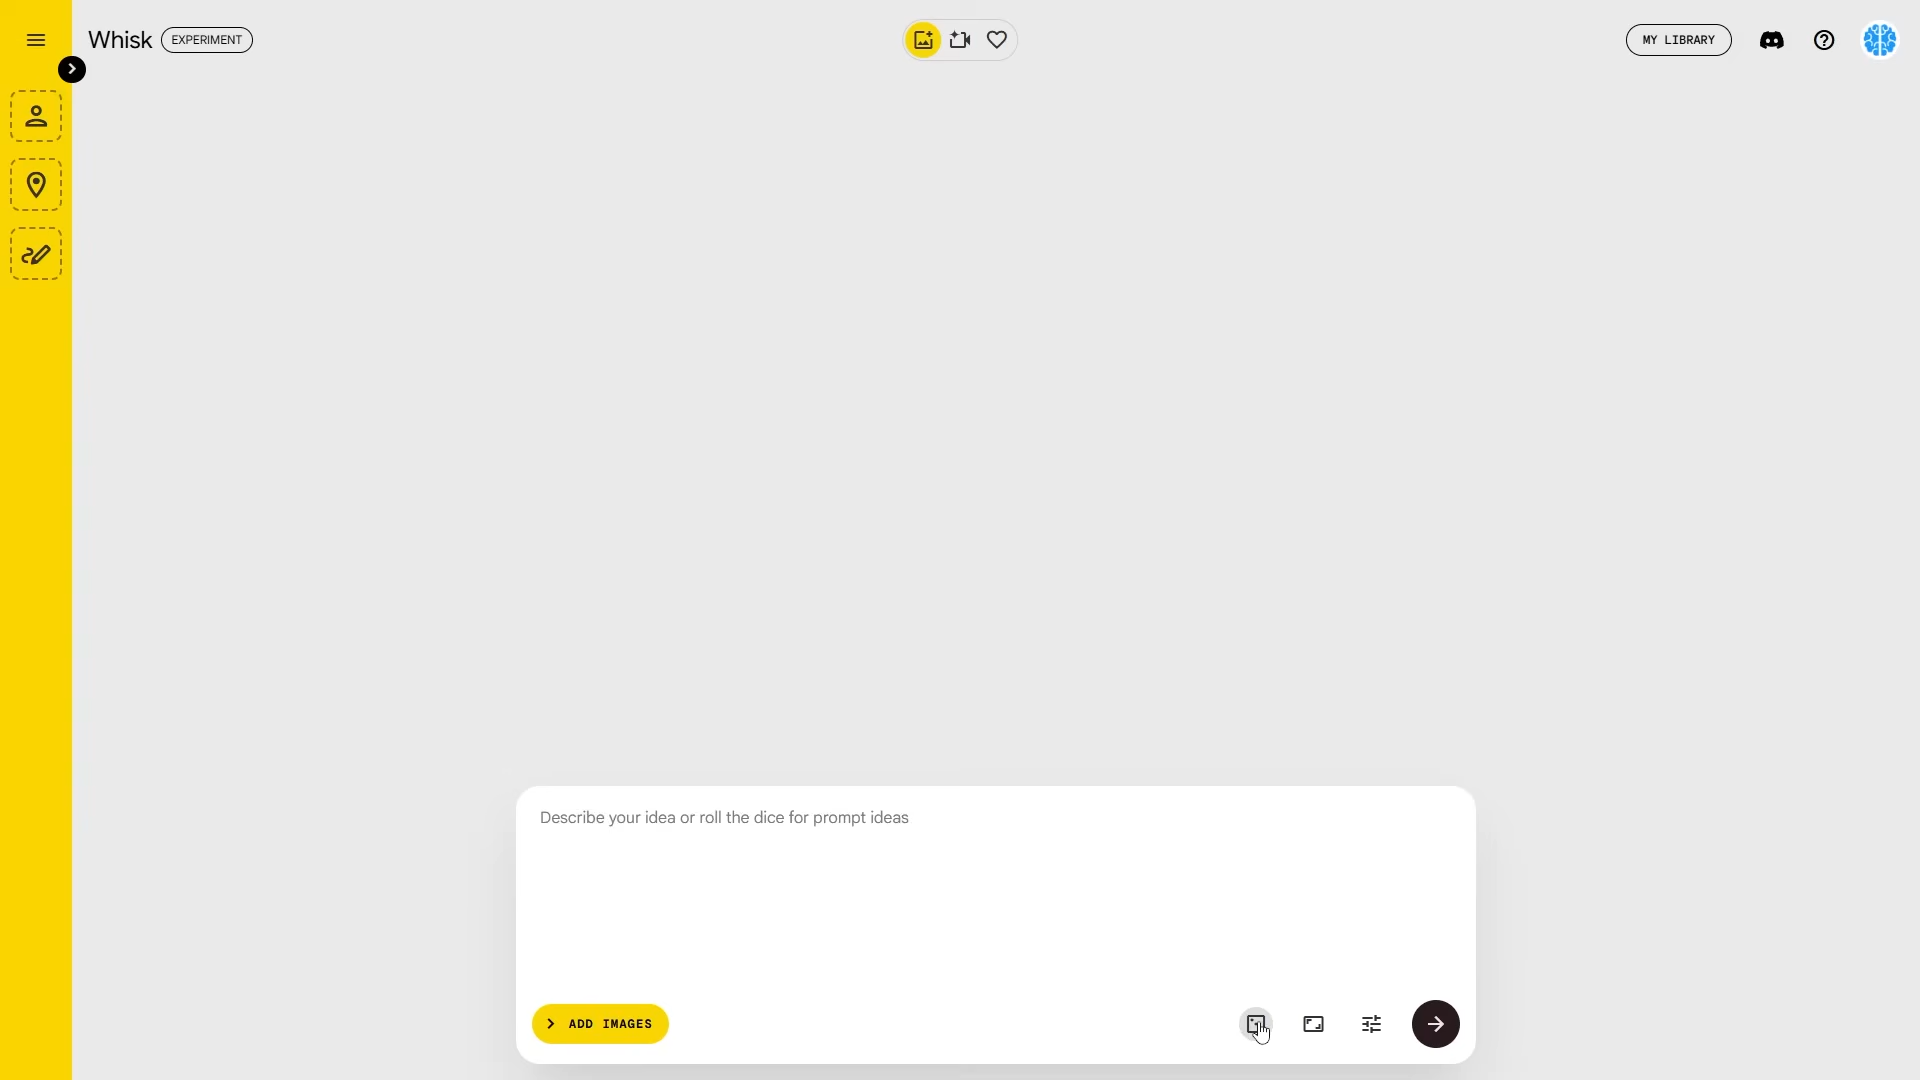 Whisk
EXPERIMENT
MY LIBRARY
Describe your idea or roll the dice for prompt ideas
ADD IMAGES